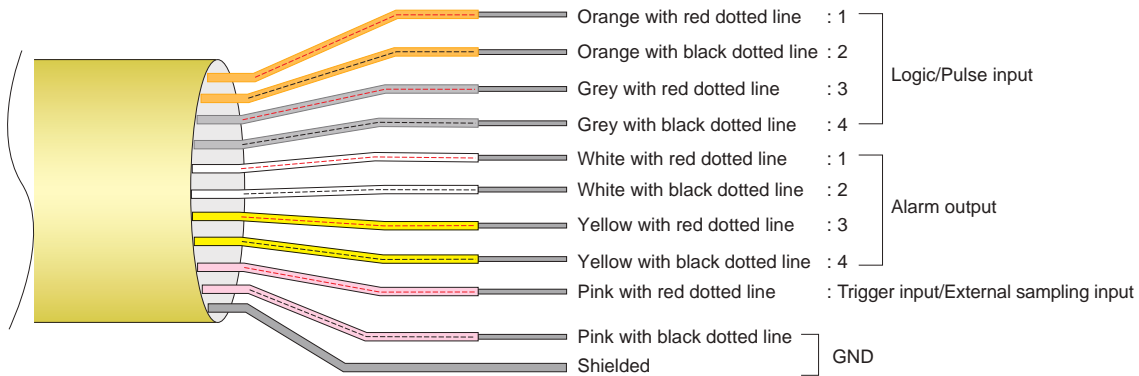 Orange with red dotted line : 1
Orange with black dotted line : 2
Logic/Pulse input
Grey with red dotted line : 3
Grey with black dotted line : 4
White with red dotted line : 1
White with black dotted line : 2
Alarm output
Yellow with red dotted line : 3
Yellow with black dotted line : 4
Pink with red dotted line : Trigger input/External sampling input
Pink with black dotted line
GND
Shielded